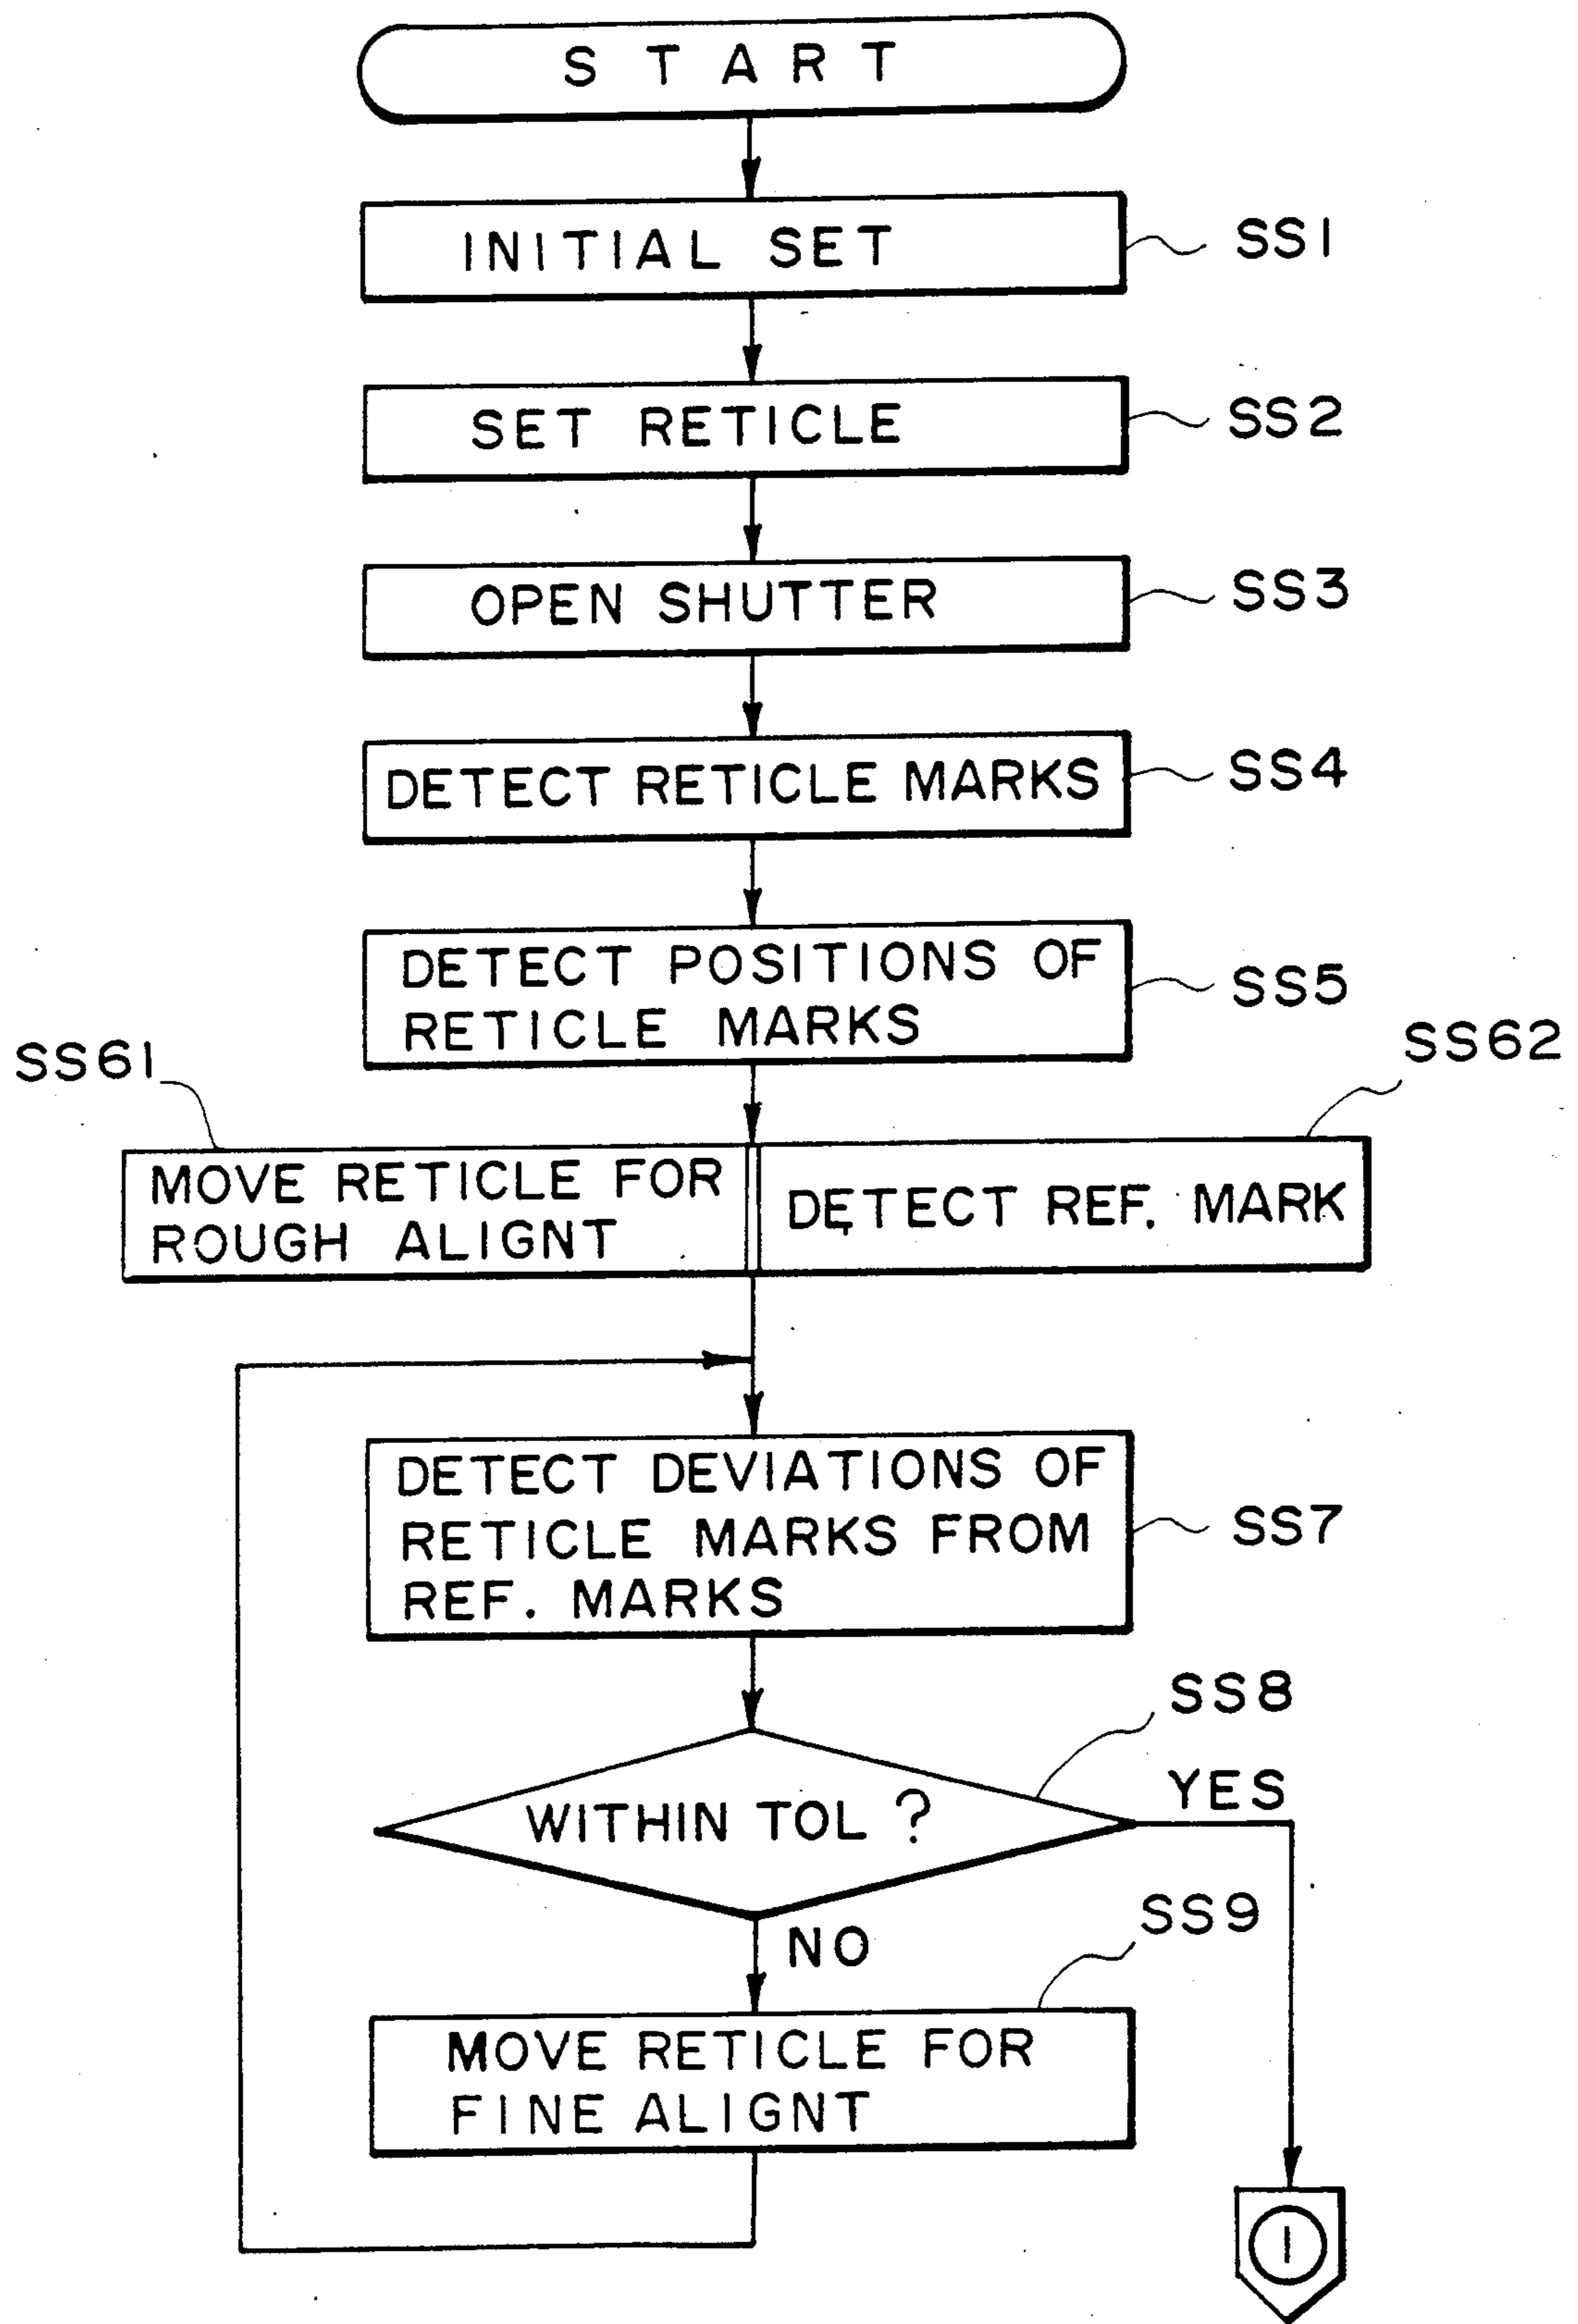 START
INITIAL SET
SS1
SET RETICLE
SS2
OPEN SHUTTER
SS3
DETECT RETICLE MARKS
SS4
DETECT POSITIONS OF
RETICLE MARKS
SS5
SS61
SS62
MOVE RETICLE FOR
ROUGH ALIGNT
DETECT REF. MARK
DETECT DEVIATIONS OF
RETICLE MARKS FROM
REF. MARKS
SS7
SS8
WITHIN TOL ?
YES
NO
SS9
MOVE RETICLE FOR
FINE ALIGNT
1